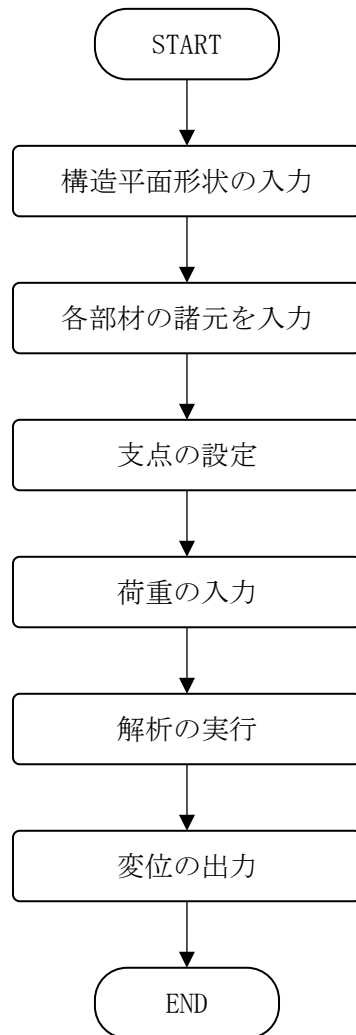 START
構造平面形状の入力
各部材の諸元を入力
支点の設定
荷重の入力
解析の実行
変位の出力
END